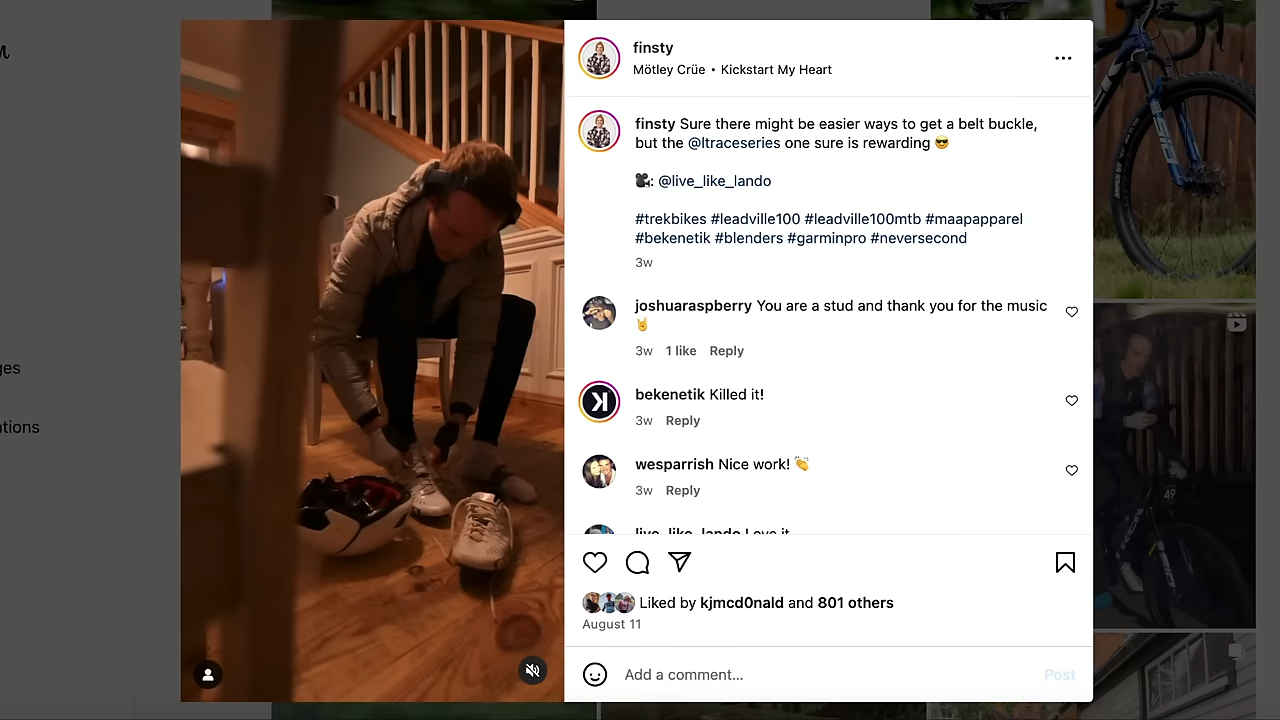 finsty
Mötley Crüe • Kickstart My Heart
finsty Sure there might be easier ways to get a belt buckle,
but the @ltraceseries one sure is rewarding 😎
🎥: @live_like_lando
#trekbikes #leadville100 #leadville100mtb #maapapparel
#bekenetik #blenders #garminpro #neversecond
3w
joshuaraspberry You are a stud and thank you for the music
🤘
3w 1 like Reply
bekenetik Killed it!
3w Reply
wesparrish Nice work! 👏
3w Reply
live_like_lando Love it
Liked by kjmcd0nald and 801 others
August 11
Add a comment...
Post
ges
ations
49